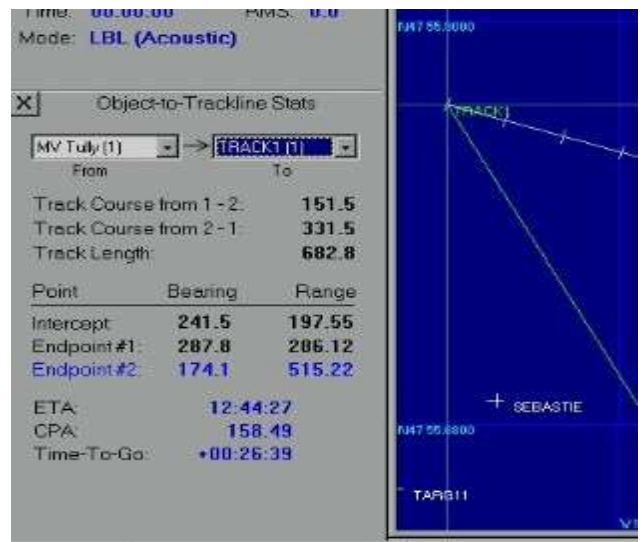 Time: 00:00:00 RMS: 0.0
Mode: LBL (Acoustic)
X Object-to-Trackline Stats
MV Tully (1) TRACK1 (1)
From To
Track Course from 1 - 2: 151.5
Track Course from 2 - 1: 331.5
Track Length: 682.8
Point Bearing Range
Intercept: 241.5 197.55
Endpoint #1: 287.8 286.12
Endpoint #2: 174.1 515.22
ETA: 12:44:27
CPA: 158.49
Time-To-Go: +00:26:39
TRACK1
SEBASTIE
TARG11